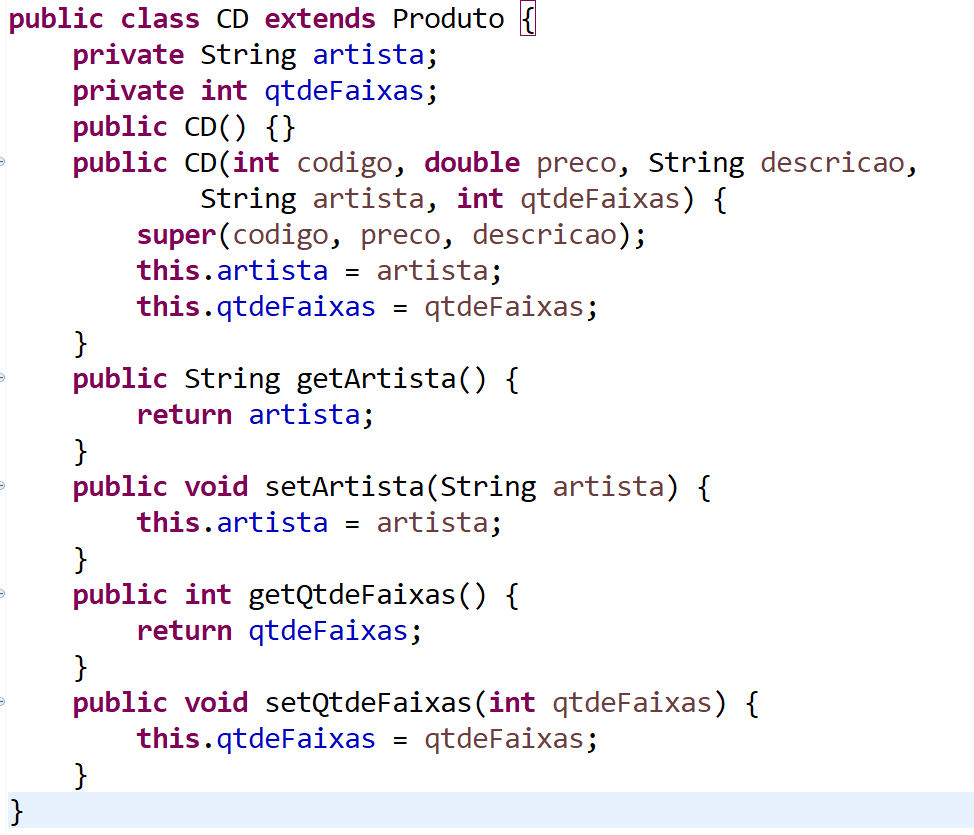 public class CD extends Produto {
    private String artista;
    private int qtdeFaixas;
    public CD() {}
    public CD(int codigo, double preco, String descricao,
            String artista, int qtdeFaixas) {
        super(codigo, preco, descricao);
        this.artista = artista;
        this.qtdeFaixas = qtdeFaixas;
    }
    public String getArtista() {
        return artista;
    }
    public void setArtista(String artista) {
        this.artista = artista;
    }
    public int getQtdeFaixas() {
        return qtdeFaixas;
    }
    public void setQtdeFaixas(int qtdeFaixas) {
        this.qtdeFaixas = qtdeFaixas;
    }
}